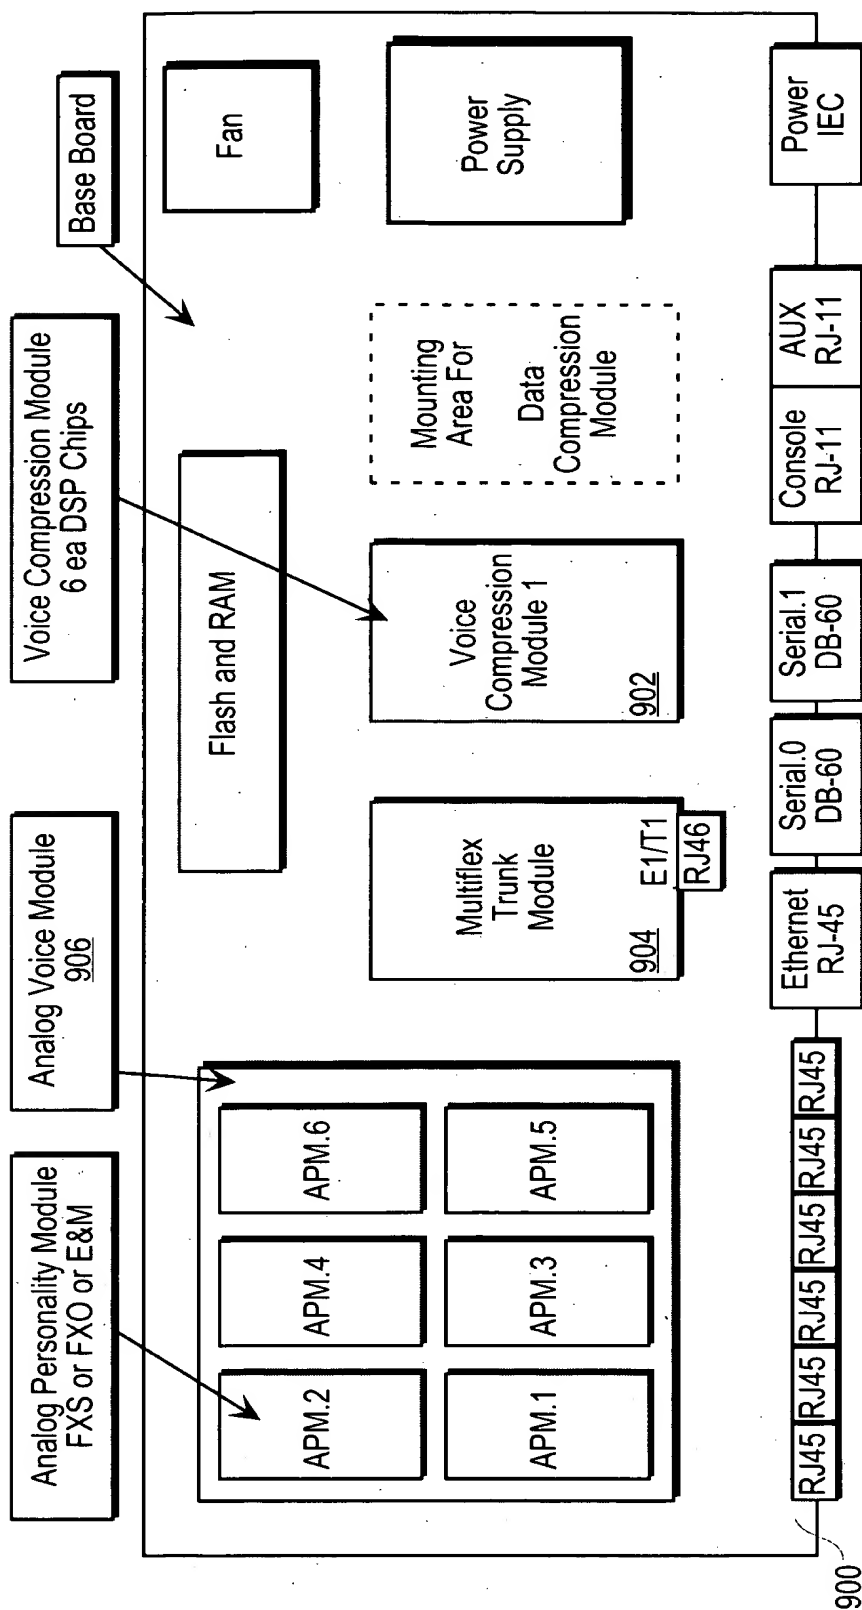 Analog Personality Module
FXS or FXO or E&M
Analog Voice Module
906
Voice Compression Module
6 ea DSP Chips
Base Board
Flash and RAM
Fan
APM.2
APM.4
APM.6
APM.1
APM.3
APM.5
Multiflex
Trunk
Module
904
E1/T1
RJ46
Voice
Compression
Module 1
902
Mounting
Area For
Data
Compression
Module
Power
Supply
RJ45
RJ45
RJ45
RJ45
RJ45
RJ45
Ethernet
RJ-45
Serial.0
DB-60
Serial.1
DB-60
Console
RJ-11
AUX
RJ-11
Power
IEC
900